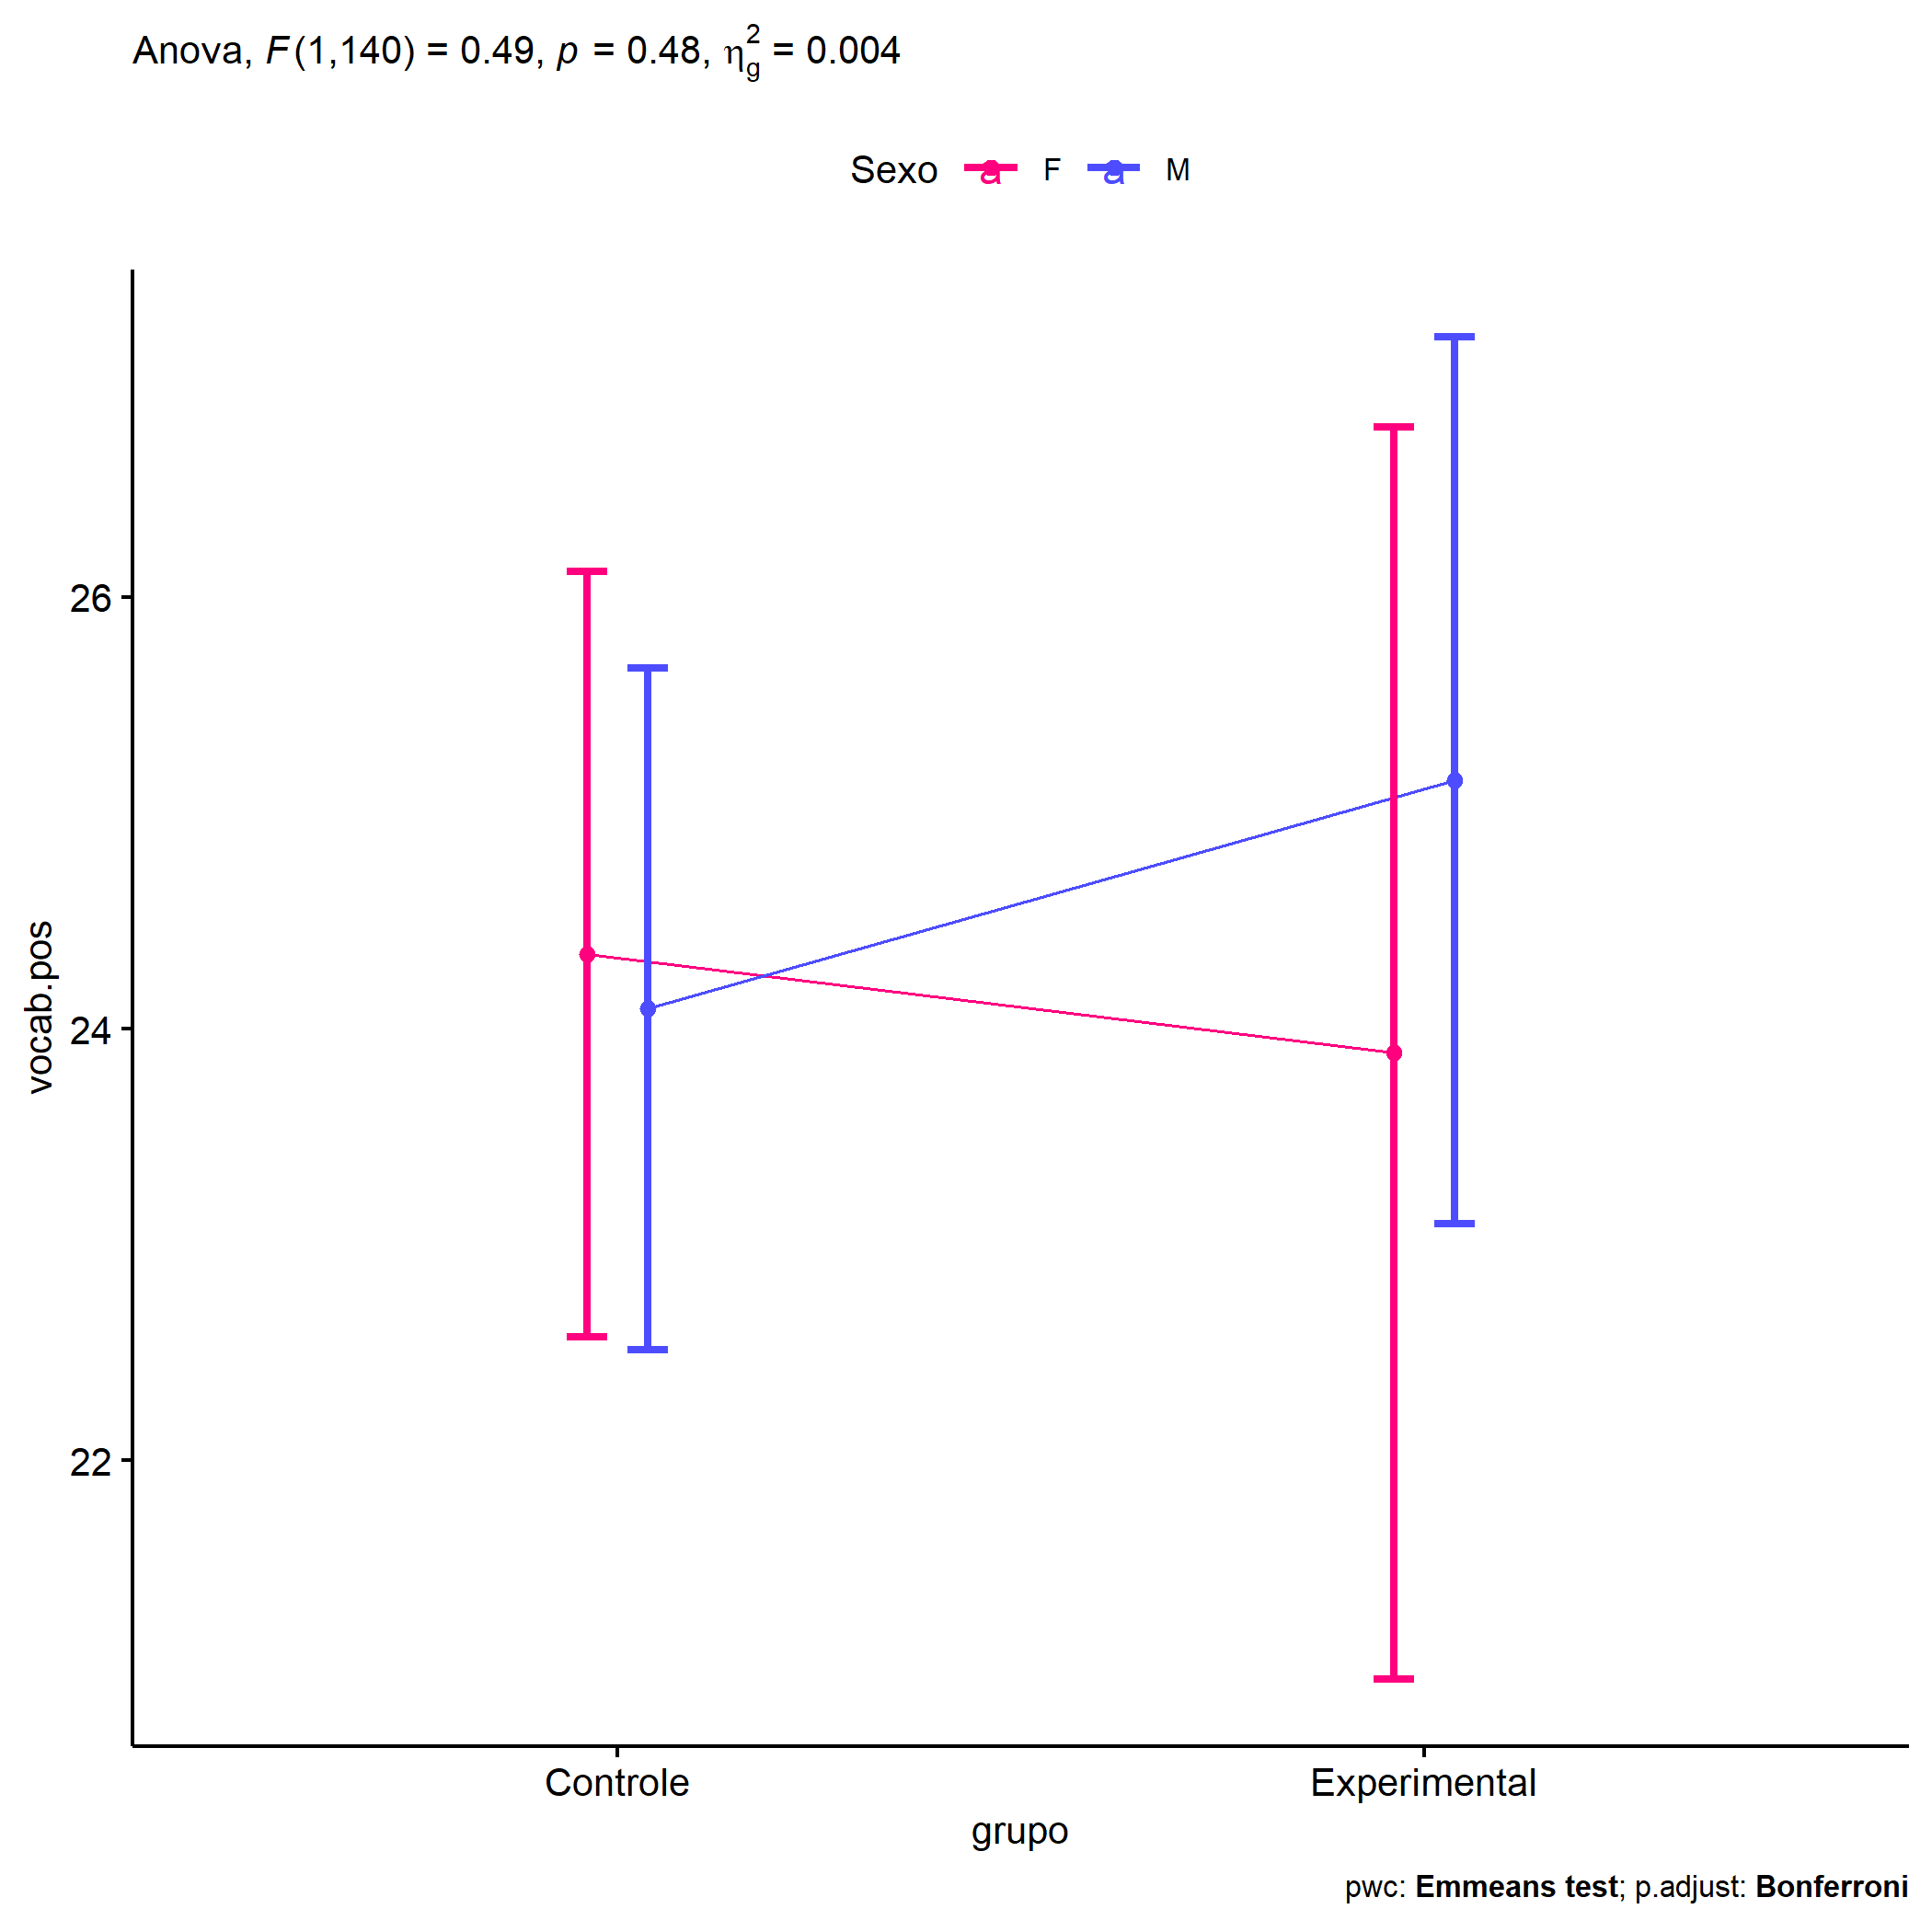 Anova, F(1,140) = 0.49, p = 0.48, η²g = 0.004
Sexo a F a M
26
24
22
vocab.pos
Controle Experimental
grupo
pwc: Emmeans test; p.adjust: Bonferroni